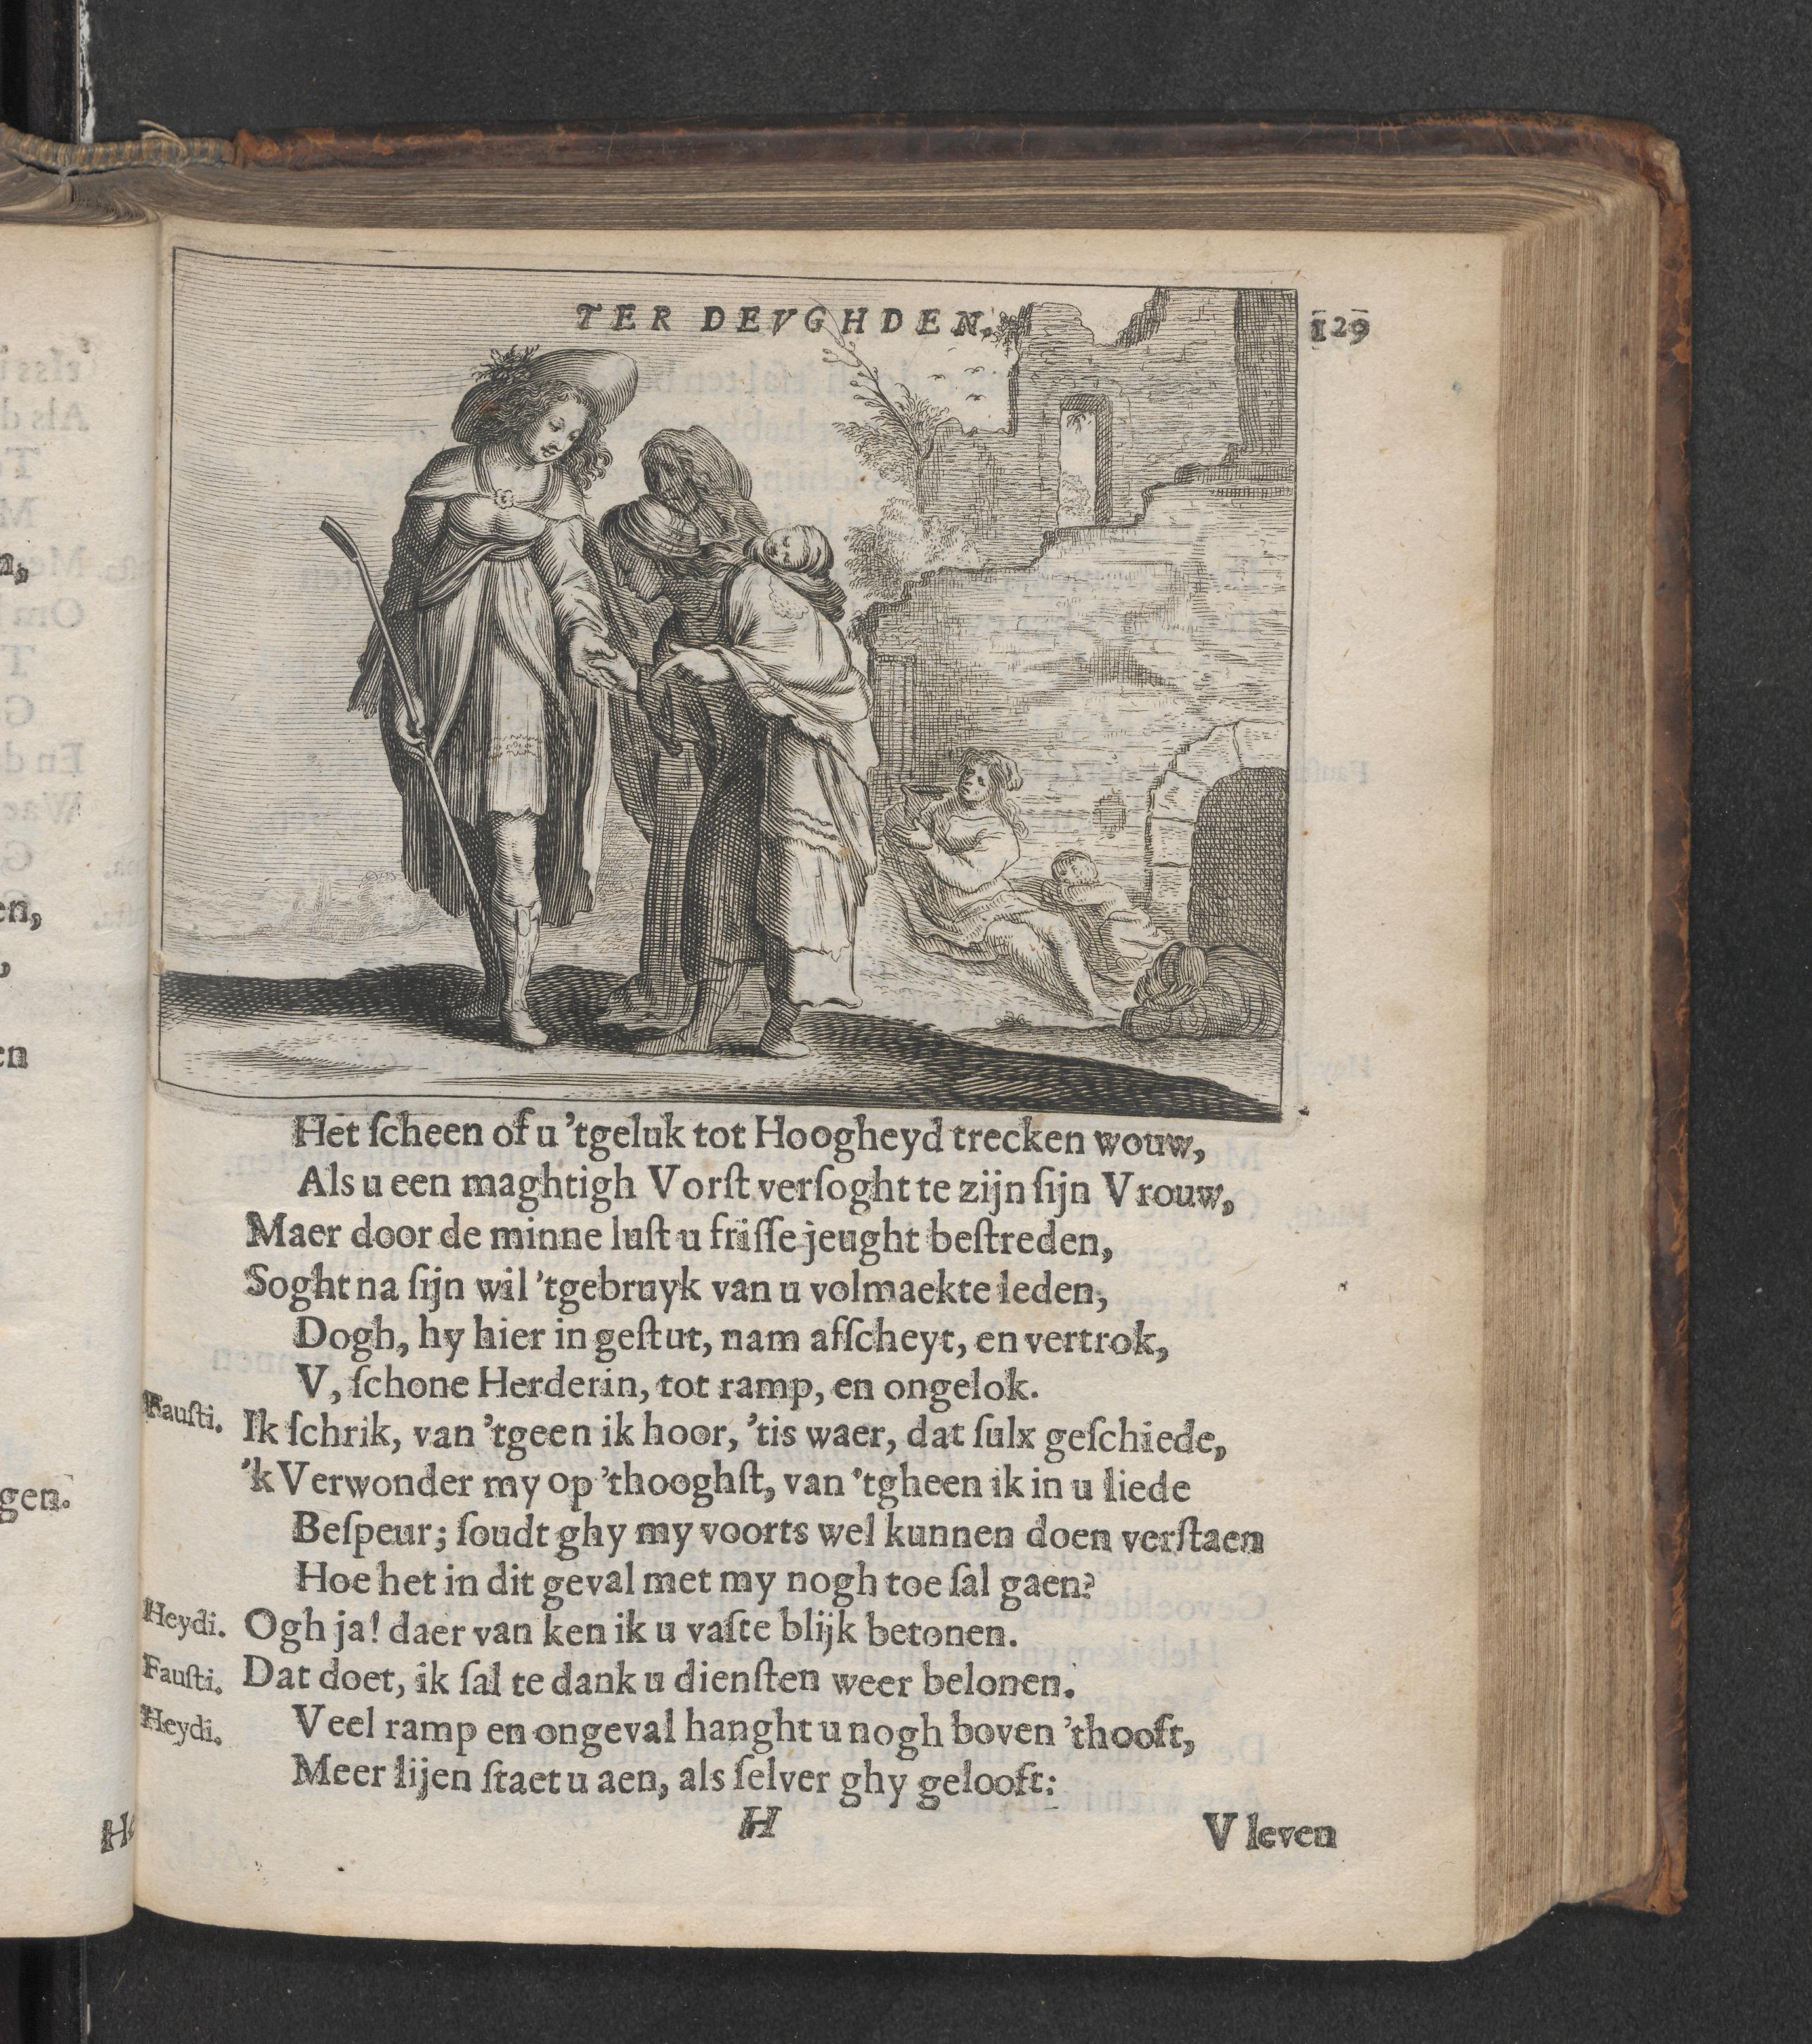 TER DEVGHDEN. 129
Het ſcheen of u 'tgeluk tot Hoogheyd trecken wouw,
Als u een maghtigh Vorſt verſoght te zijn ſijn Vrouw,
Maer door de minne luſt u friſſe jeught beſtreden,
Soght na ſijn wil 'tgebruyk van u volmaekte leden,
Dogh, hy hier in geſtut, nam afſcheyt, en vertrok,
V, ſchone Herderin, tot ramp, en ongelok.
Fauſti. Ik ſchrik, van 'tgeen ik hoor, 'tis waer, dat ſulx geſchiede,
'k Verwonder my op 'thooghſt, van 'tgheen ik in u liede
Beſpeur; ſoudt ghy my voorts wel kunnen doen verſtaen
Hoe het in dit geval met my nogh toe ſal gaen?
Heydi. Ogh ja! daer van ken ik u vaſte blijk betonen.
Fauſti. Dat doet, ik ſal te dank u dienſten weer belonen.
Heydi. Veel ramp en ongeval hanght u nogh boven 'thooft,
Meer lijen ſtaet u aen, als ſelver ghy gelooft:
H V leven